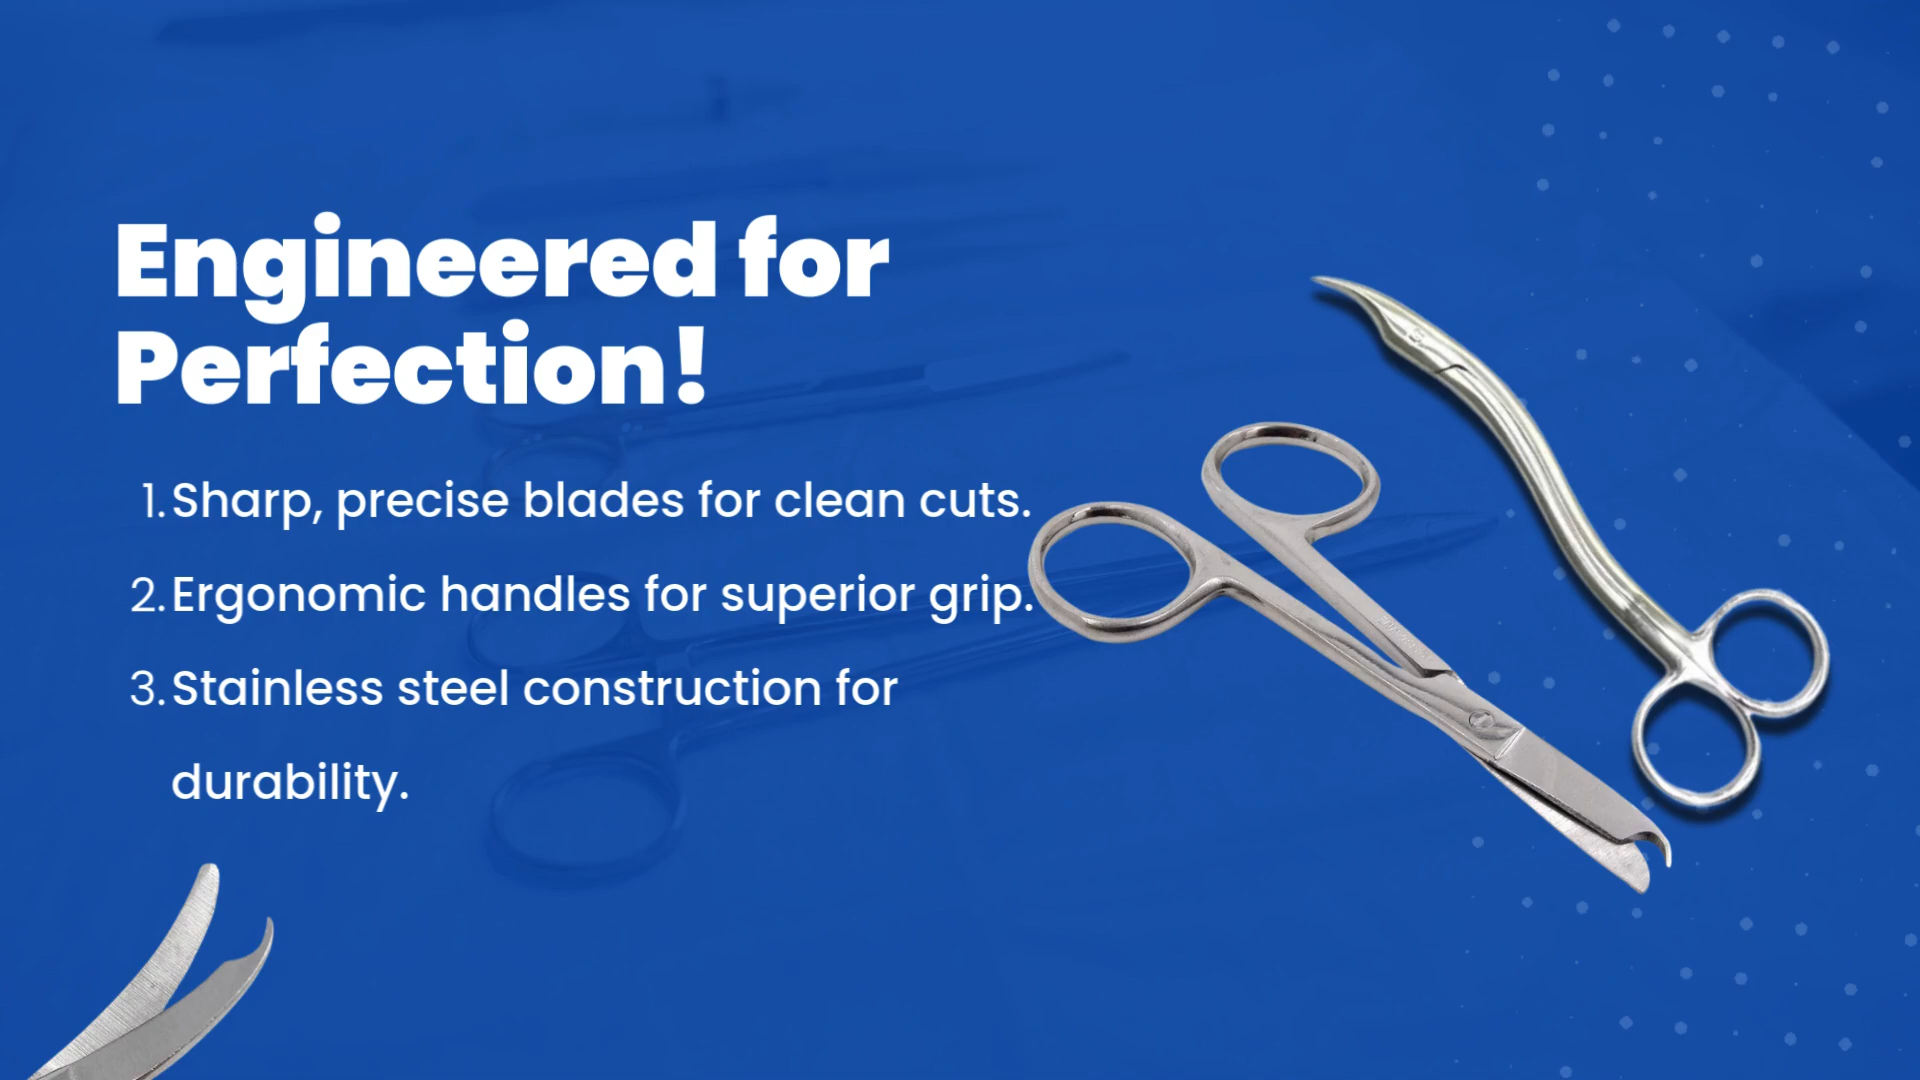 Engineered for
Perfection!
1. Sharp, precise blades for clean cuts.
2. Ergonomic handles for superior grip.
3. Stainless steel construction for
durability.